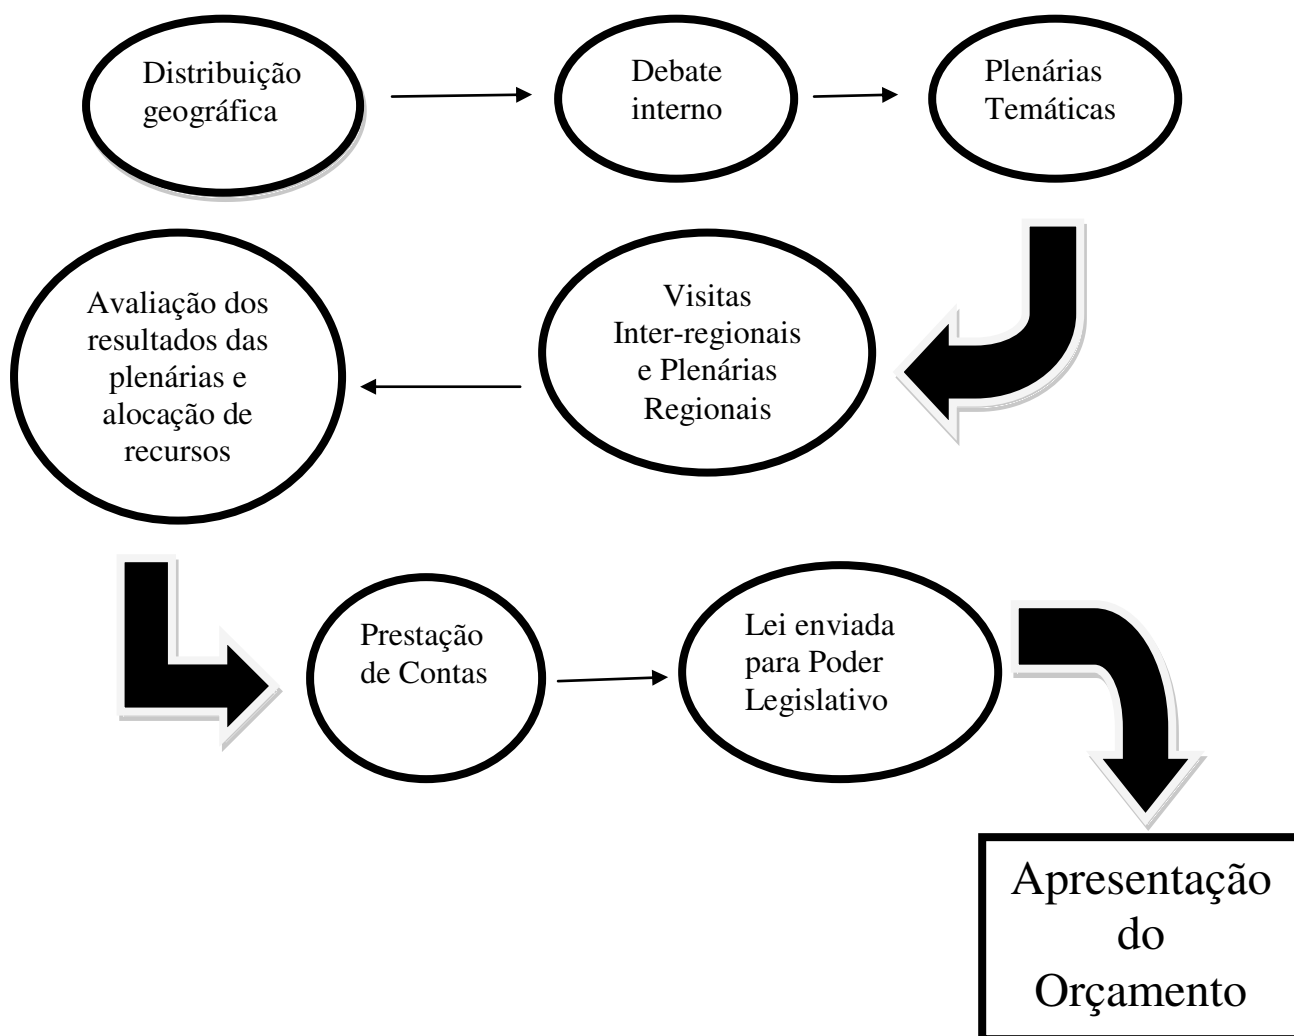 Distribuição
geográfica
Debate
interno
Plenárias
Temáticas
Visitas
Inter-regionais
e Plenárias
Regionais
Avaliação dos
resultados das
plenárias e
alocação de
recursos
Prestação
de Contas
Lei enviada
para Poder
Legislativo
Apresentação
do
Orçamento